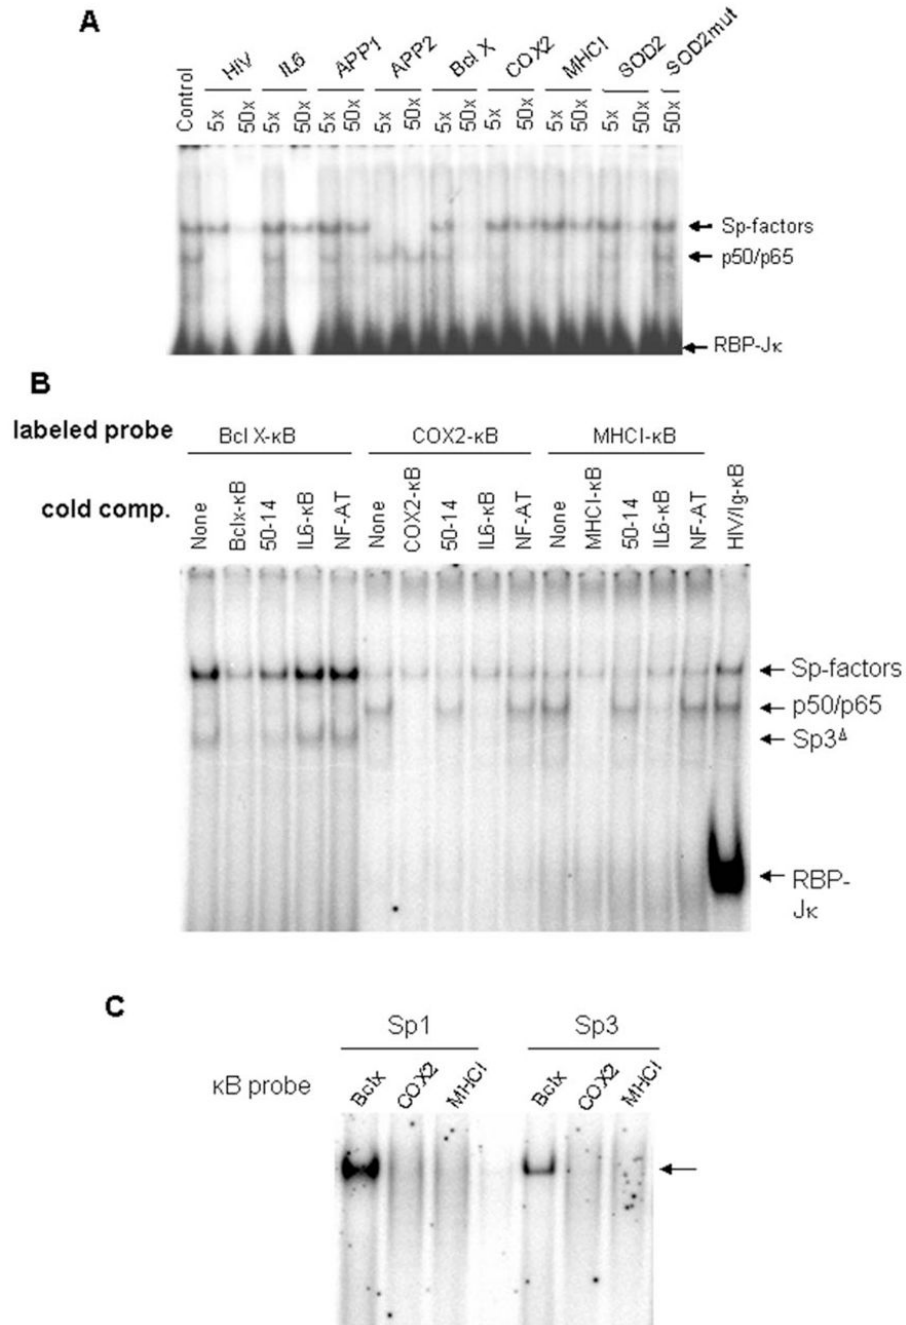 A
HIV IL6 APP1 APP2 Bcl X COX2 MHCI SOD2 SOD2mut
Control 5x 50x 5x 50x 5x 50x 5x 50x 5x 50x 5x 50x 5x 50x 5x 50x 50x
Sp-factors
p50/p65
RBP-Jκ
B
labeled probe Bcl X-κB COX2-κB MHCI-κB
cold comp. None Bclx-κB 50-14 IL6-κB NF-AT None COX2-κB 50-14 IL6-κB NF-AT None MHCI-κB 50-14 IL6-κB NF-AT HIV/Ig-κB
Sp-factors
p50/p65
Sp3Δ
RBP-
Jκ
C
Sp1 Sp3
κB probe Bclx COX2 MHCI Bclx COX2 MHCI